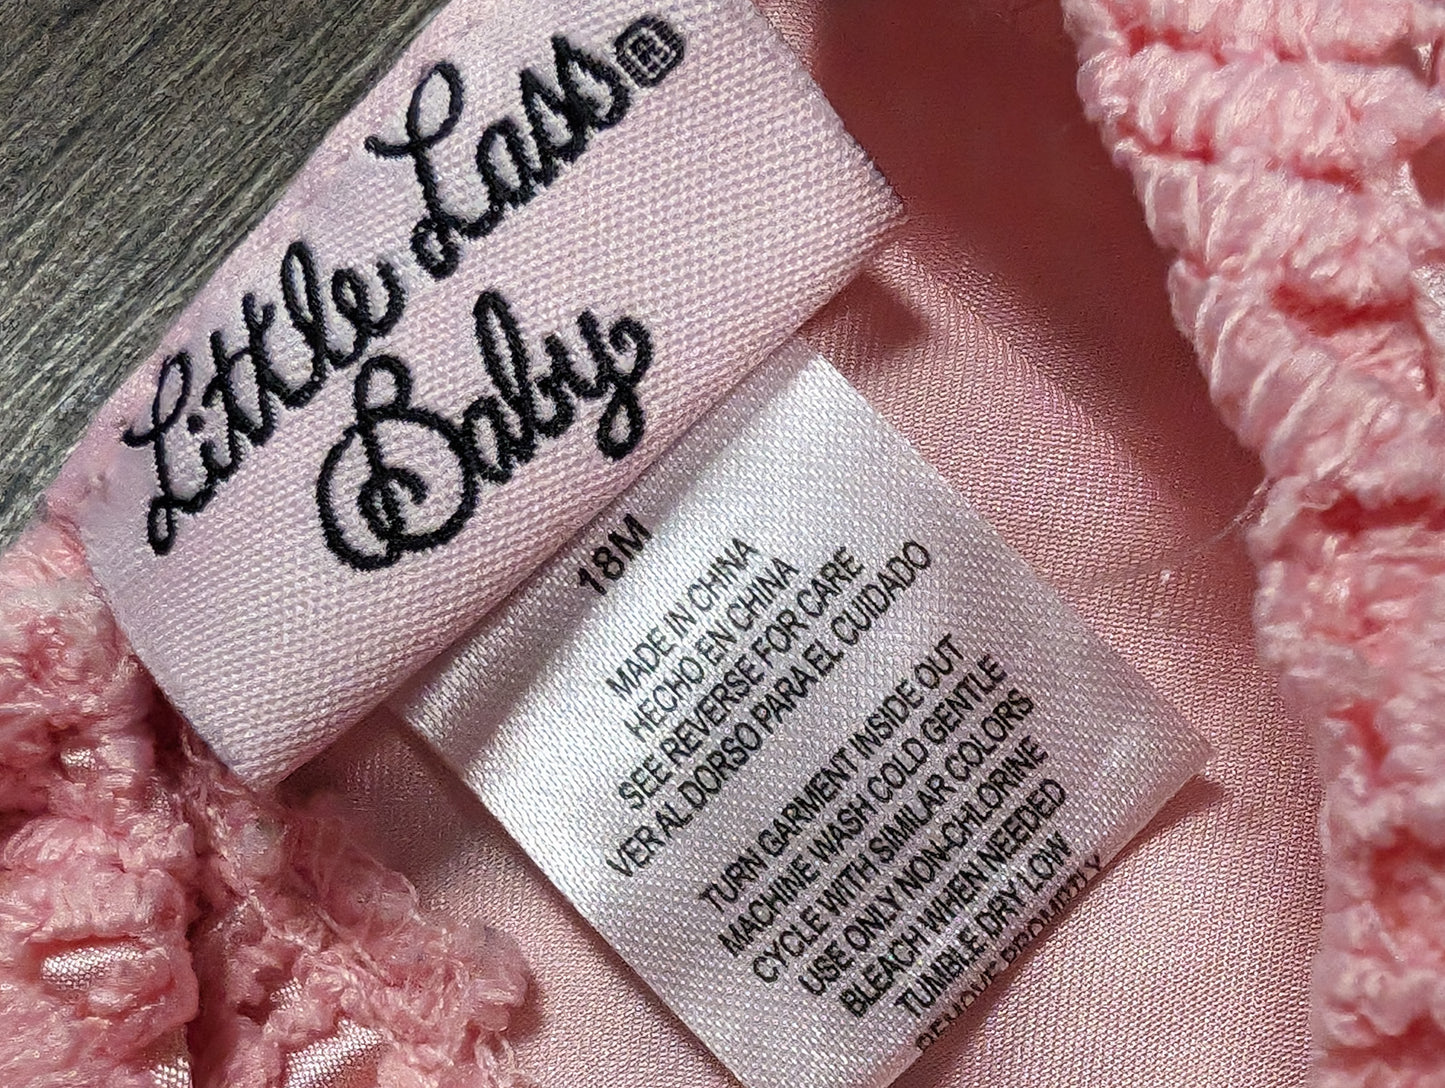 Little Lass®
Baby
18M
MADE IN CHINA
HECHO EN CHINA
SEE REVERSE FOR CARE
VER AL DORSO PARA EL CUIDADO
TURN GARMENT INSIDE OUT
MACHINE WASH COLD GENTLE
CYCLE WITH SIMILAR COLORS
USE ONLY NON-CHLORINE
BLEACH WHEN NEEDED
TUMBLE DRY LOW
REMOVE PROMPTLY